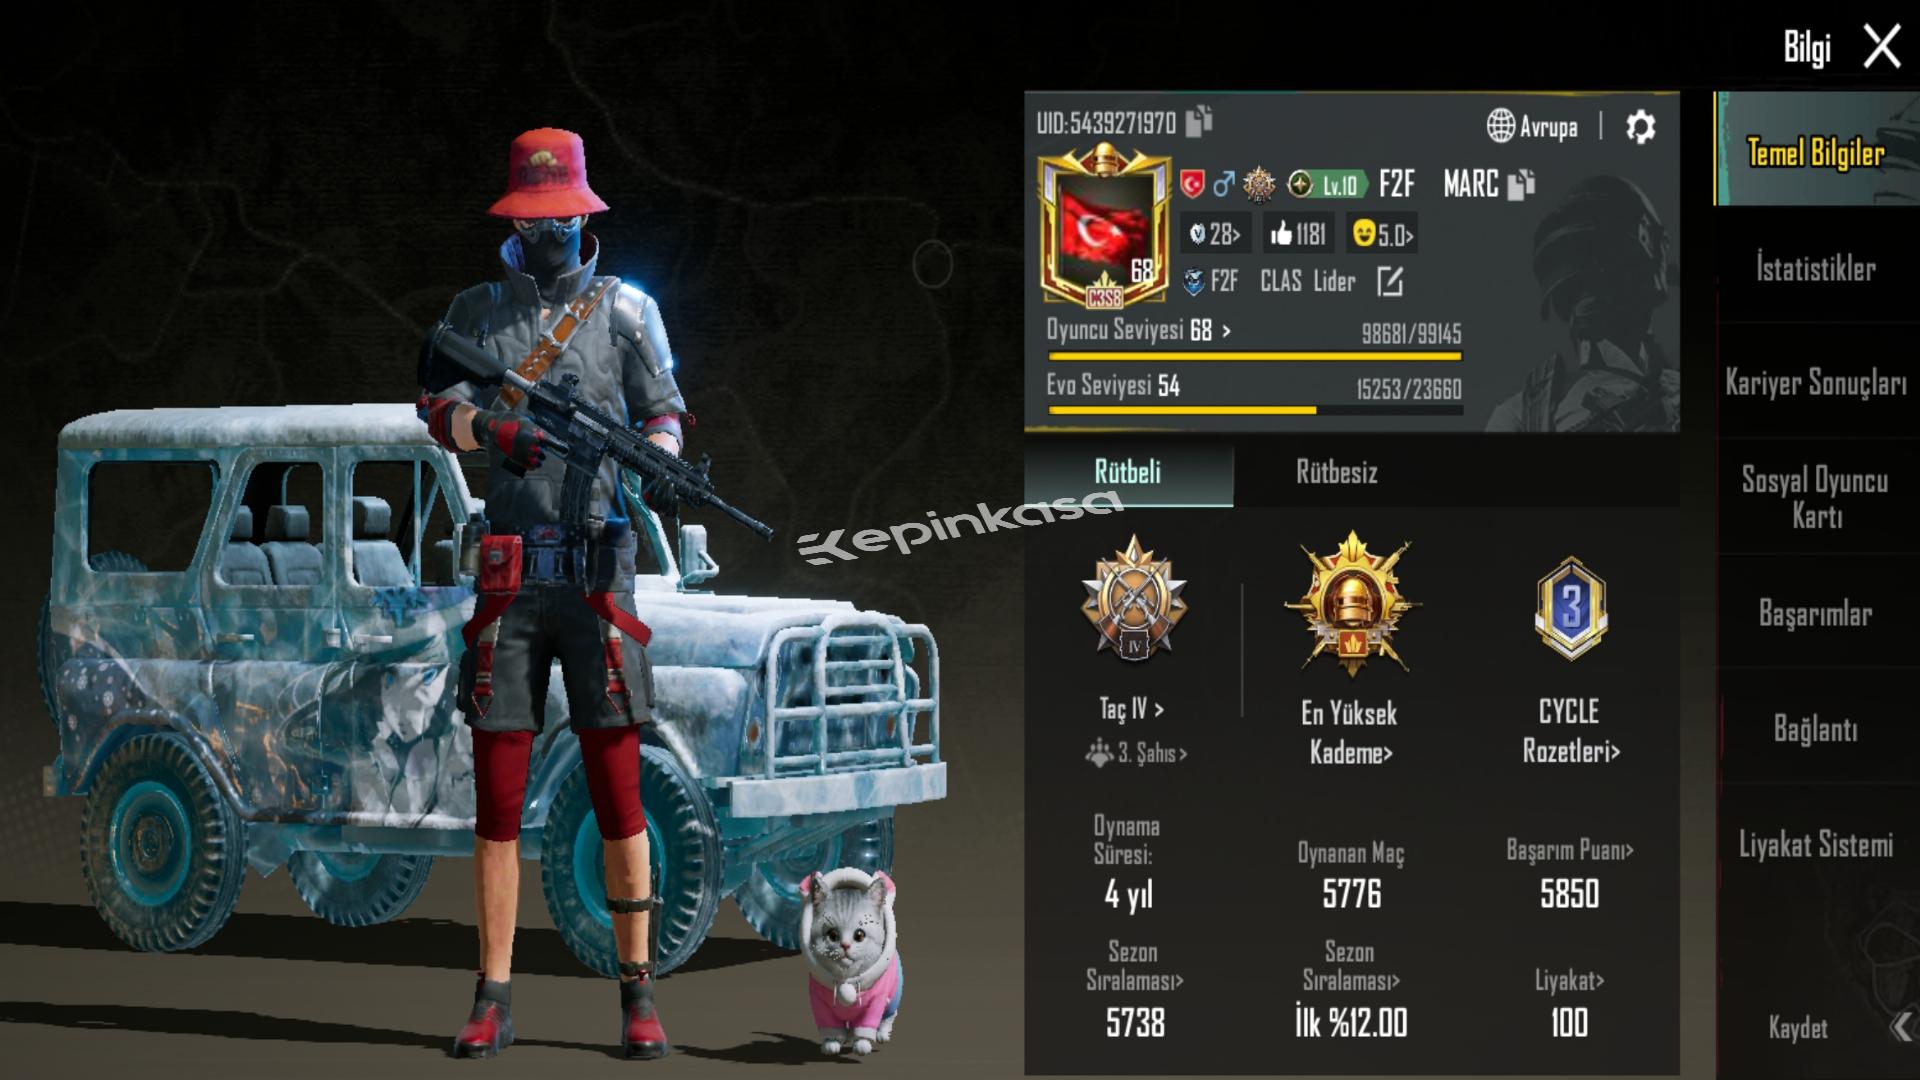 Bilgi
UID:5439271970
Avrupa
Lv.10 F2F MARC
28> 1181 5.0>
68
C3S8
F2F CLAS Lider
Oyuncu Seviyesi 68 > 98681/99145
Evo Seviyesi 54 15253/23660
Rütbeli Rütbesiz
epinkasa
IV
3
Taç IV >
3. Şahıs >
En Yüksek
Kademe>
CYCLE
Rozetleri>
Oynama
Süresi:
4 yıl
Oynanan Maç
5776
Başarım Puanı>
5850
Sezon
Sıralaması>
5738
Sezon
Sıralaması>
İlk %12.00
Liyakat>
100
Temel Bilgiler
İstatistikler
Kariyer Sonuçları
Sosyal Oyuncu
Kartı
Başarımlar
Bağlantı
Liyakat Sistemi
Kaydet